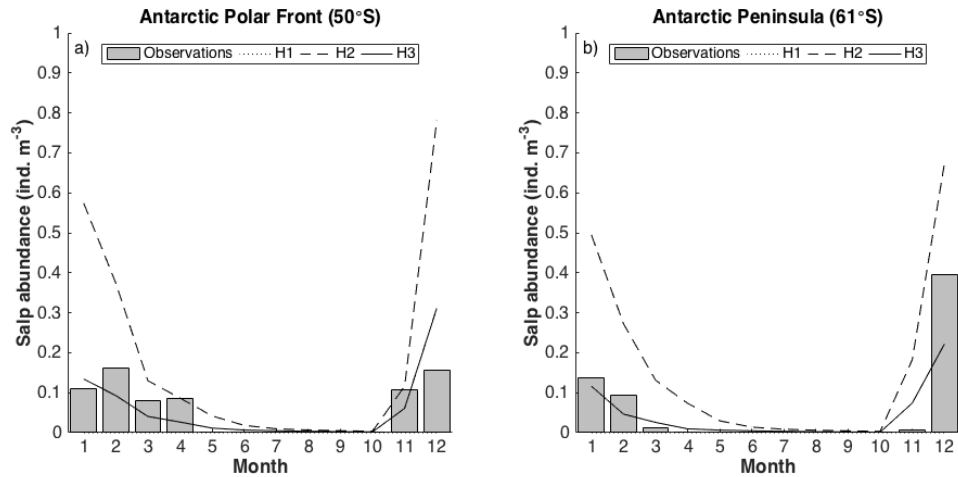 Antarctic Polar Front (50°S)
a)
Observations H1 H2 H3
Salp abundance (ind. m⁻³)
1
0.9
0.8
0.7
0.6
0.5
0.4
0.3
0.2
0.1
0
1 2 3 4 5 6 7 8 9 10 11 12
Month
Antarctic Peninsula (61°S)
b)
Observations H1 H2 H3
Salp abundance (ind. m⁻³)
1
0.9
0.8
0.7
0.6
0.5
0.4
0.3
0.2
0.1
0
1 2 3 4 5 6 7 8 9 10 11 12
Month